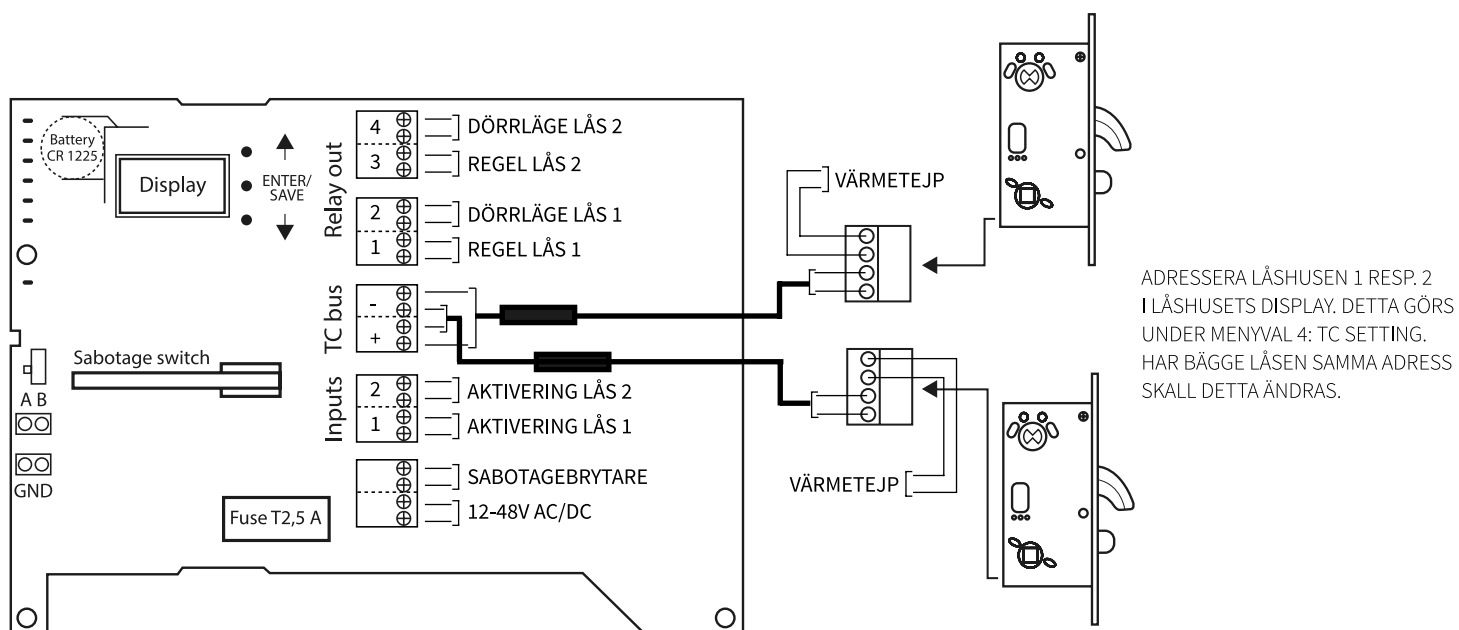 Battery
CR 1225
Display
ENTER/
SAVE
Relay out
4
DÖRRLÄGE LÅS 2
3
REGEL LÅS 2
2
DÖRRLÄGE LÅS 1
1
REGEL LÅS 1
TC bus
-
+
Inputs
2
AKTIVERING LÅS 2
1
AKTIVERING LÅS 1
SABOTAGEBRYTARE
12-48V AC/DC
Sabotage switch
A B
GND
Fuse T2,5 A
VÄRMETEJP
VÄRMETEJP
ADRESSERA LÅSHUSEN 1 RESP. 2
I LÅSHUSETS DISPLAY. DETTA GÖRS
UNDER MENYVAL 4: TC SETTING.
HAR BÄGGE LÅSEN SAMMA ADRESS
SKALL DETTA ÄNDRAS.